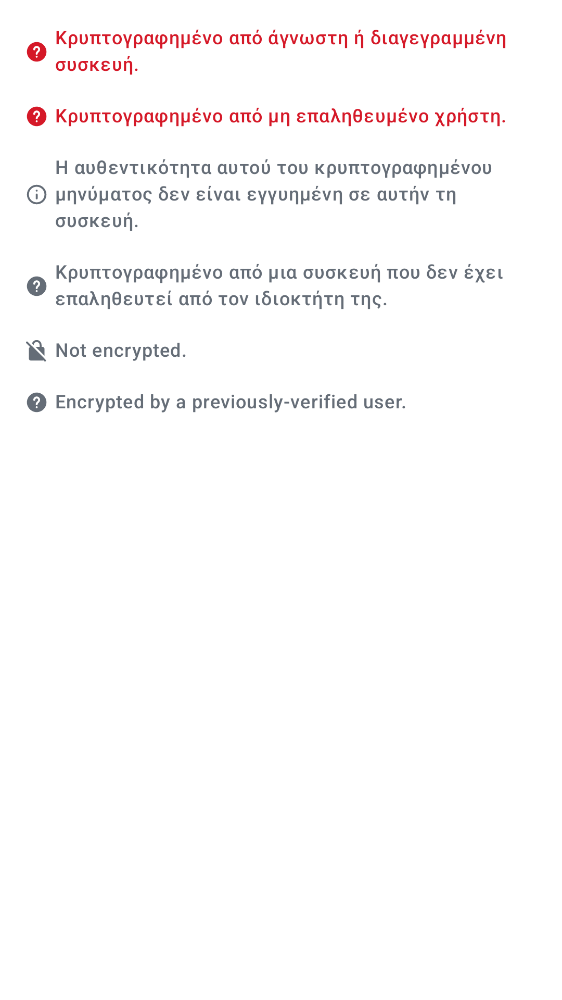 Κρυπτογραφημένο από άγνωστη ή διαγεγραμμένη
συσκευή.
Κρυπτογραφημένο από μη επαληθευμένο χρήστη.
Η αυθεντικότητα αυτού του κρυπτογραφημένου
μηνύματος δεν είναι εγγυημένη σε αυτήν τη
συσκευή.
Κρυπτογραφημένο από μια συσκευή που δεν έχει
επαληθευτεί από τον ιδιοκτήτη της.
Not encrypted.
Encrypted by a previously-verified user.